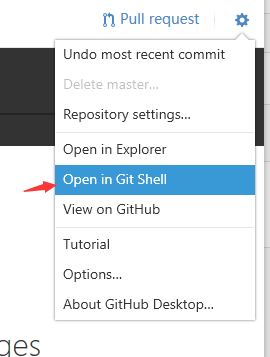 Pull request
Undo most recent commit
Delete master...
Repository settings...
Open in Explorer
Open in Git Shell
View on GitHub
Tutorial
Options...
About GitHub Desktop...
ges